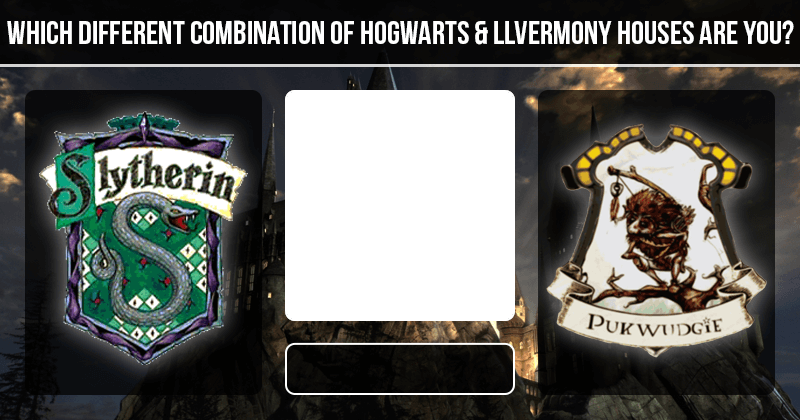 WHICH DIFFERENT COMBINATION OF HOGWARTS & LLVERMONY HOUSES ARE YOU?
Slytherin
PUKWUDGIE